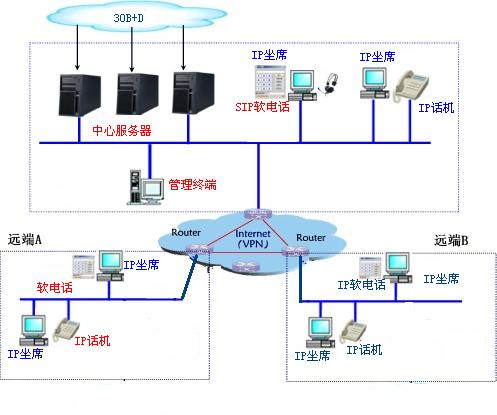 30B+D
IP坐席
IP坐席
SIP软电话
IP话机
中心服务器
管理终端
Router
Internet
(VPN)
Router
远端A
远端B
IP坐席
软电话
IP坐席
IP话机
IP坐席
IP软电话
IP坐席
IP话机